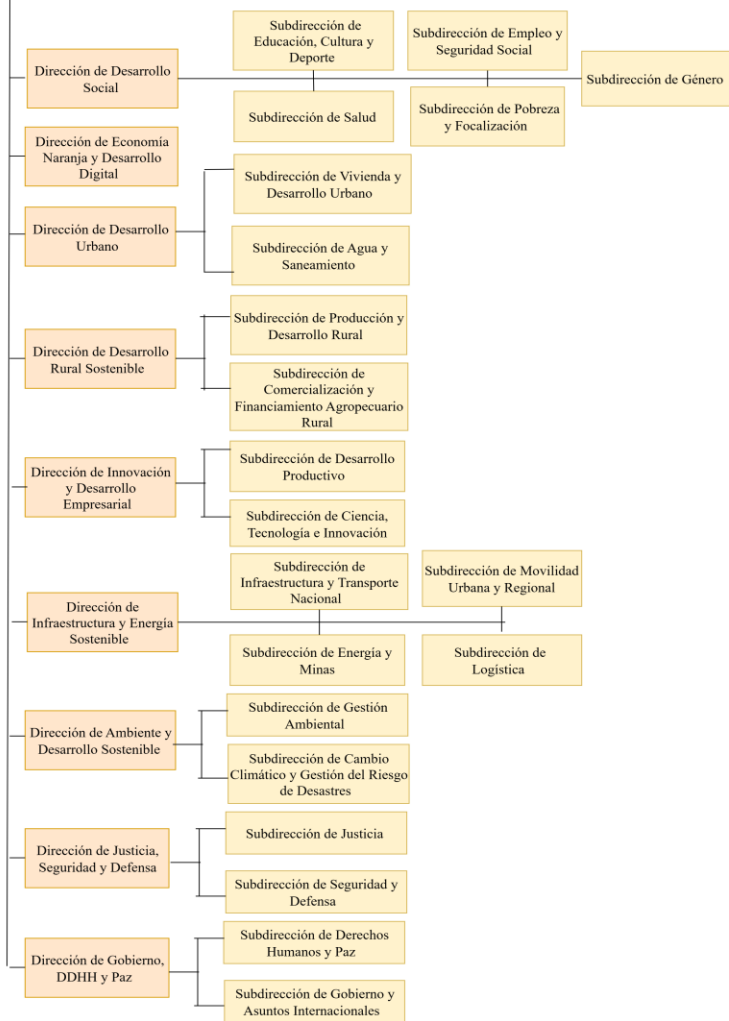 Dirección de Desarrollo
Social
Subdirección de
Educación, Cultura y
Deporte
Subdirección de Empleo y
Seguridad Social
Subdirección de Género
Subdirección de Salud
Subdirección de Pobreza
y Focalización
Dirección de Economía
Naranja y Desarrollo
Digital
Dirección de Desarrollo
Urbano
Subdirección de Vivienda y
Desarrollo Urbano
Subdirección de Agua y
Saneamiento
Dirección de Desarrollo
Rural Sostenible
Subdirección de Producción y
Desarrollo Rural
Subdirección de
Comercialización y
Financiamiento Agropecuario
Rural
Dirección de Innovación
y Desarrollo
Empresarial
Subdirección de Desarrollo
Productivo
Subdirección de Ciencia,
Tecnología e Innovación
Dirección de
Infraestructura y Energía
Sostenible
Subdirección de
Infraestructura y Transporte
Nacional
Subdirección de Movilidad
Urbana y Regional
Subdirección de Energía y
Minas
Subdirección de
Logística
Dirección de Ambiente y
Desarrollo Sostenible
Subdirección de Gestión
Ambiental
Subdirección de Cambio
Climático y Gestión del Riesgo
de Desastres
Dirección de Justicia,
Seguridad y Defensa
Subdirección de Justicia
Subdirección de Seguridad y
Defensa
Dirección de Gobierno,
DDHH y Paz
Subdirección de Derechos
Humanos y Paz
Subdirección de Gobierno y
Asuntos Internacionales